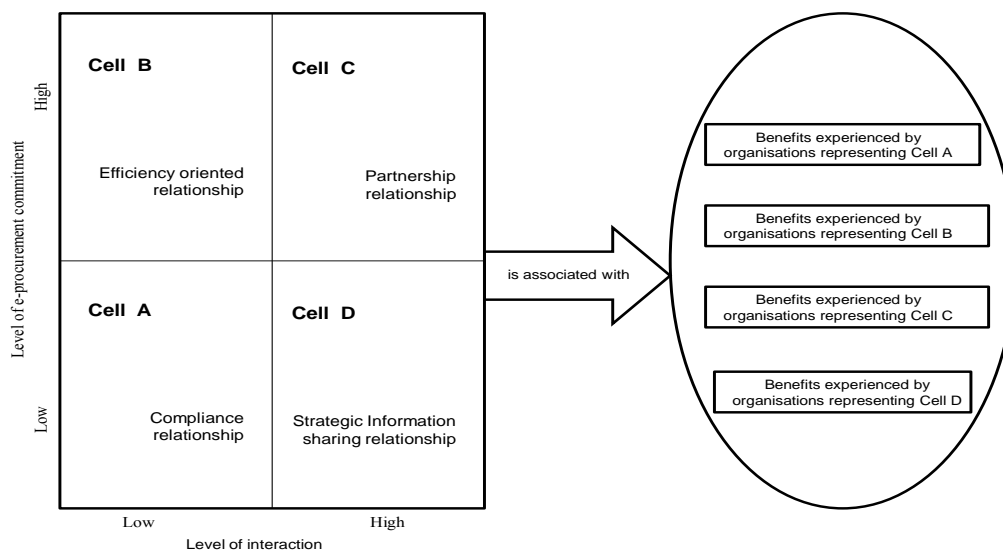 Level of e-procurement commitment
High
Low
Cell B
Efficiency oriented
relationship
Cell C
Partnership
relationship
Cell A
Compliance
relationship
Cell D
Strategic Information
sharing relationship
Low
High
Level of interaction
is associated with
Benefits experienced by
organisations representing Cell A
Benefits experienced by
organisations representing Cell B
Benefits experienced by
organisations representing Cell C
Benefits experienced by
organisations representing Cell D